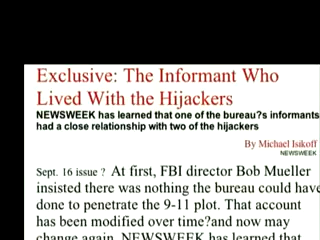 Exclusive: The Informant Who
Lived With the Hijackers
NEWSWEEK has learned that one of the bureau?s informants
had a close relationship with two of the hijackers
By Michael Isikoff
NEWSWEEK
Sept. 16 issue ? At first, FBI director Bob Mueller
insisted there was nothing the bureau could have
done to penetrate the 9-11 plot. That account
has been modified over time?and now may
change again. NEWSWEEK has learned that